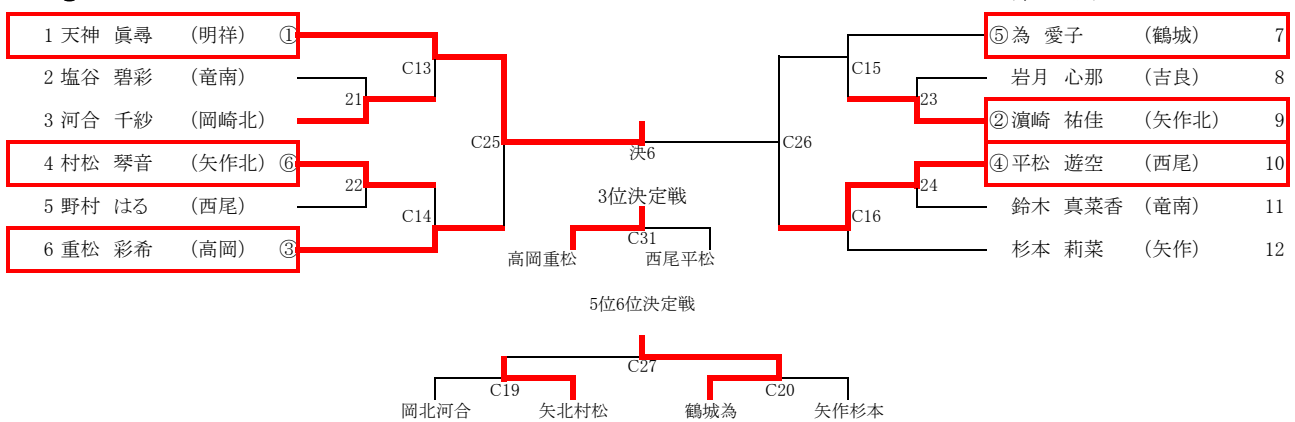 1 天神 眞尋 (明祥) ①
2 塩谷 碧彩 (竜南)
3 河合 千紗 (岡崎北)
4 村松 琴音 (矢作北) ⑥
5 野村 はる (西尾)
6 重松 彩希 (高岡) ③
C13
21
C25
22
C14
決6
3位決定戦
C31
高岡重松 西尾平松
⑤為 愛子 (鶴城) 7
岩月 心那 (吉良) 8
②濵崎 祐佳 (矢作北) 9
④平松 遊空 (西尾) 10
鈴木 真菜香 (竜南) 11
杉本 莉菜 (矢作) 12
C15
23
C26
24
C16
5位6位決定戦
C27
C19 C20
岡北河合 矢北村松 鶴城為 矢作杉本